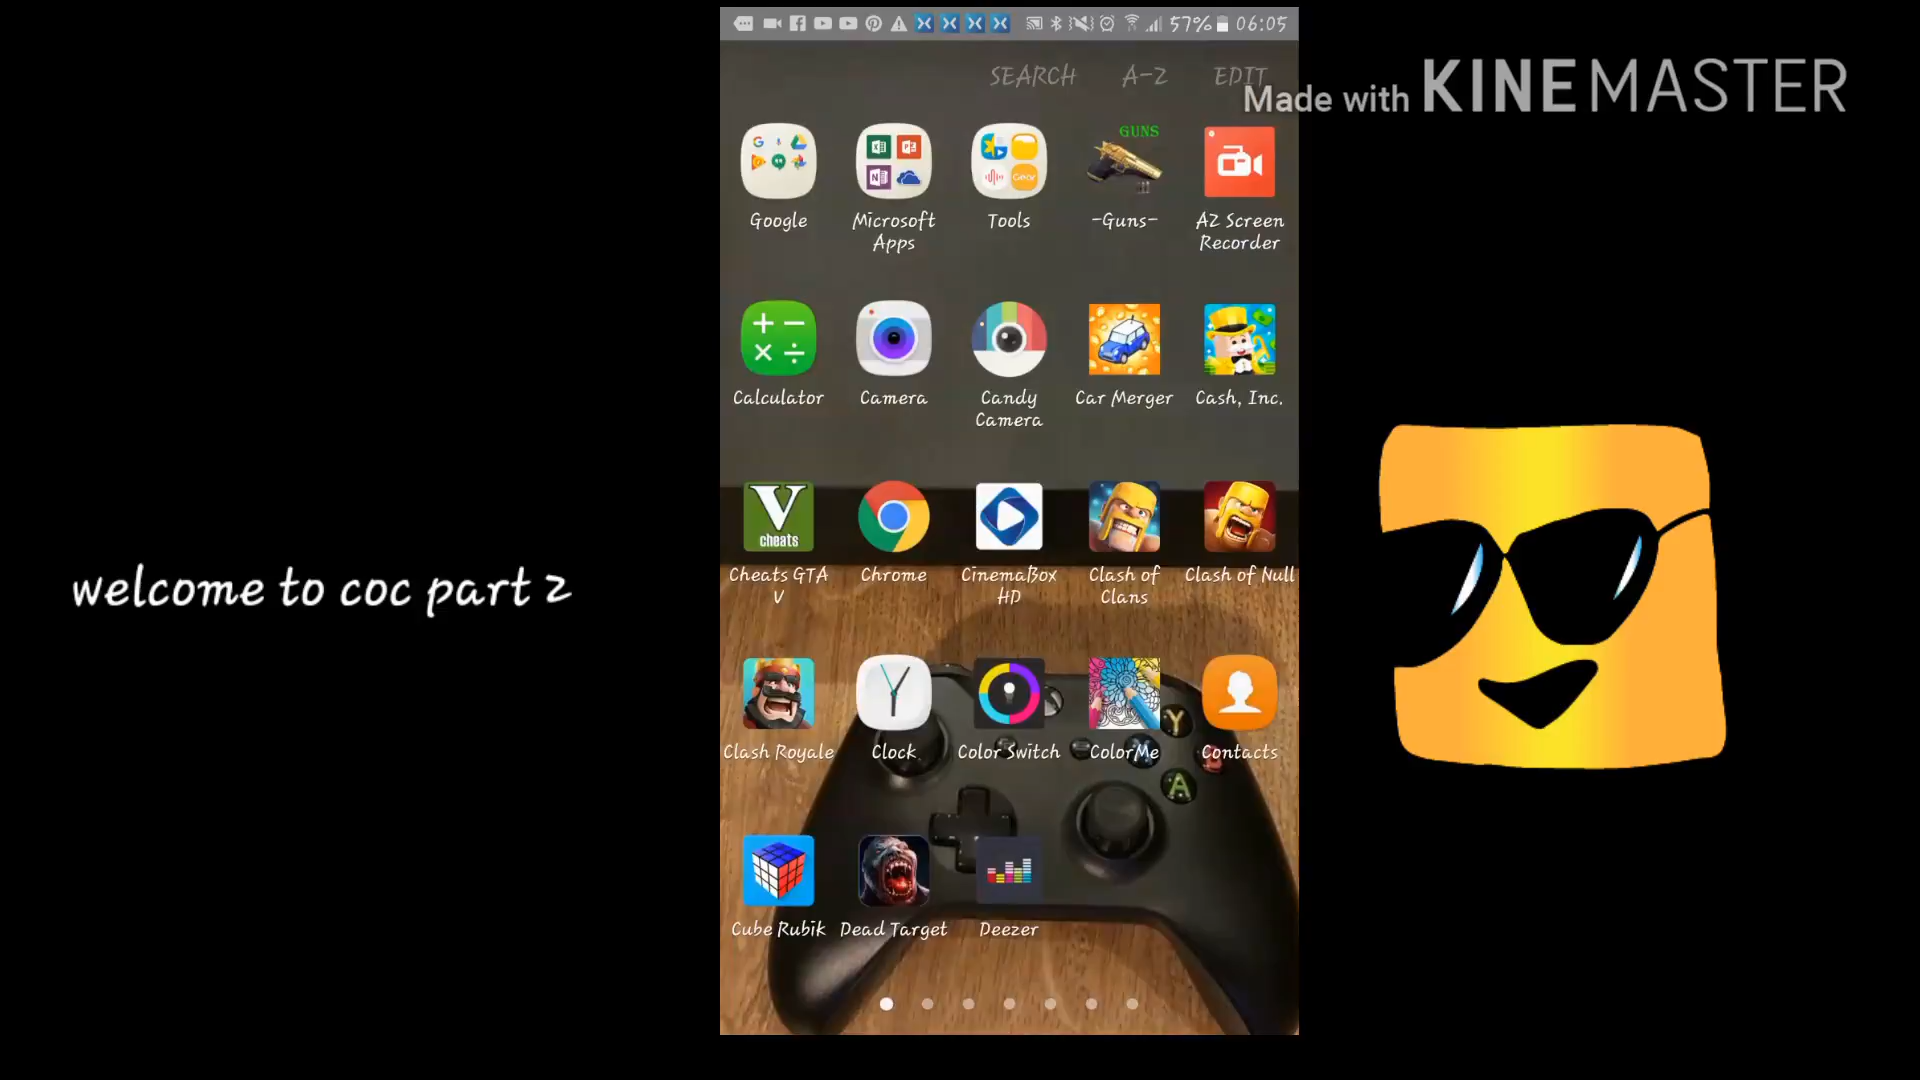 57% 06:05
SEARCH A-Z EDIT
Made with KINEMASTER
GUNS
Gear
Google Microsoft Apps Tools -Guns- AZ Screen Recorder
Calculator Camera Candy Camera Car Merger Cash, Inc.
V
cheats
Cheats GTA V Chrome CinemaBox HD Clash of Clans Clash of Null
welcome to coc part 2
Y
Clash Royale Clock Color Switch ColorMe Contacts
A
Cube Rubik Dead Target Deezer